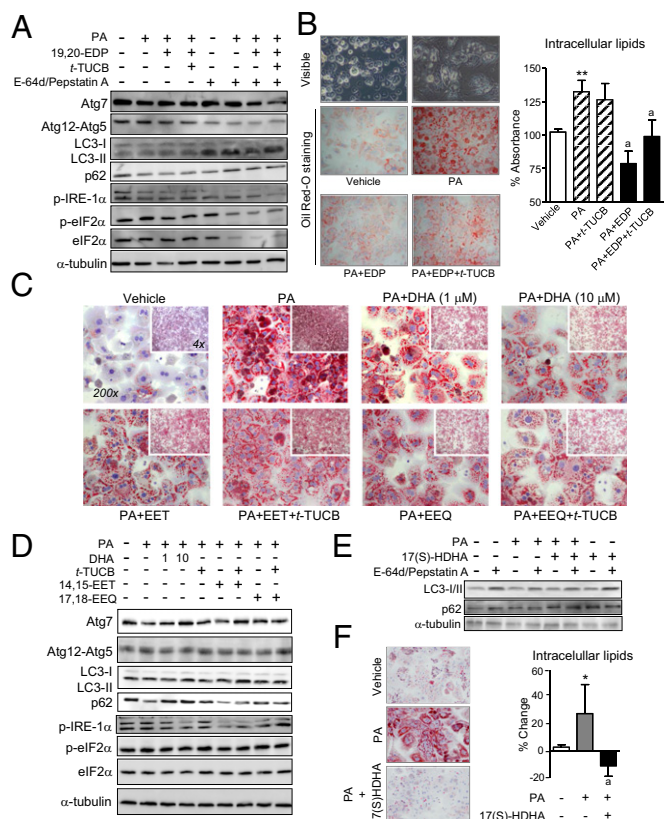 A
PA - + + + - + + +
19,20-EDP - - + + - - + +
t-TUCB - - - + - - - +
E-64d/Pepstatin A - - - - + + + +
Atg7
Atg12-Atg5
LC3-I
LC3-II
p62
p-IRE-1α
p-eIF2α
eIF2α
α-tubulin
B
Visible
Oil Red-O staining
Vehicle
PA
PA+EDP
PA+EDP+t-TUCB
Intracellular lipids
% Absorbance
150
125
100
75
50
**
a
a
Vehicle
PA
PA+t-TUCB
PA+EDP
PA+EDP+t-TUCB
C
Vehicle
PA
PA+DHA (1 μM)
PA+DHA (10 μM)
4x
200x
PA+EET
PA+EET+t-TUCB
PA+EEQ
PA+EEQ+t-TUCB
D
PA - + + + + + + + +
DHA - - 1 10 - - - - -
t-TUCB - - - - + - + - +
14,15-EET - - - - - + + - -
17,18-EEQ - - - - - - - + +
Atg7
Atg12-Atg5
LC3-I
LC3-II
p62
p-IRE-1α
p-eIF2α
eIF2α
α-tubulin
E
PA - - + + + + - -
17(S)-HDHA - - - - + + + +
E-64d/Pepstatin A - + - + - + - +
LC3-I/II
p62
α-tubulin
F
Vehicle
PA
PA
+
17(S)HDHA
Intracelullar lipids
% Change
60
40
20
0
-20
*
a
PA - + +
17(S)-HDHA - - +